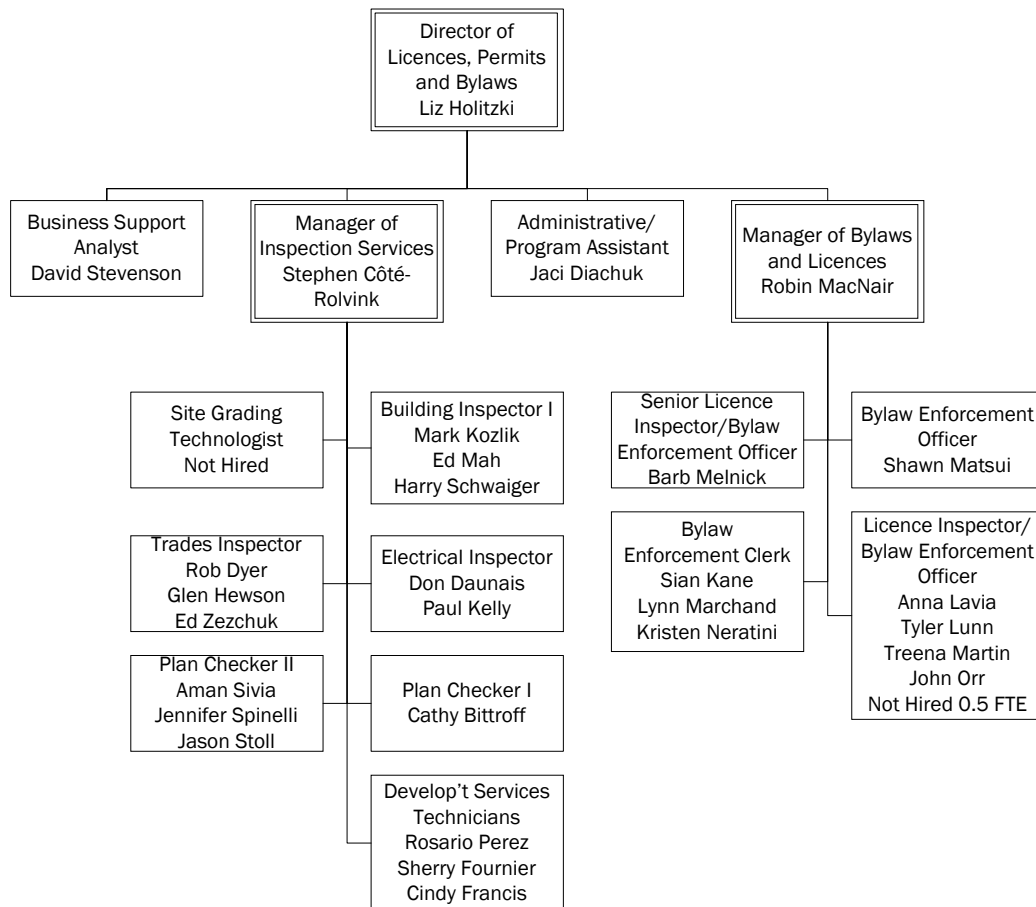 Director of
Licences, Permits
and Bylaws
Liz Holitzki
Business Support
Analyst
David Stevenson
Manager of
Inspection Services
Stephen Côté-
Rolvink
Administrative/
Program Assistant
Jaci Diachuk
Manager of Bylaws
and Licences
Robin MacNair
Site Grading
Technologist
Not Hired
Building Inspector I
Mark Kozlik
Ed Mah
Harry Schwaiger
Senior Licence
Inspector/Bylaw
Enforcement Officer
Barb Melnick
Bylaw Enforcement
Officer
Shawn Matsui
Trades Inspector
Rob Dyer
Glen Hewson
Ed Zezchuk
Electrical Inspector
Don Daunais
Paul Kelly
Bylaw
Enforcement Clerk
Sian Kane
Lynn Marchand
Kristen Neratini
Licence Inspector/
Bylaw Enforcement
Officer
Anna Lavia
Tyler Lunn
Treena Martin
John Orr
Not Hired 0.5 FTE
Plan Checker II
Aman Sivia
Jennifer Spinelli
Jason Stoll
Plan Checker I
Cathy Bittroff
Develop’t Services
Technicians
Rosario Perez
Sherry Fournier
Cindy Francis